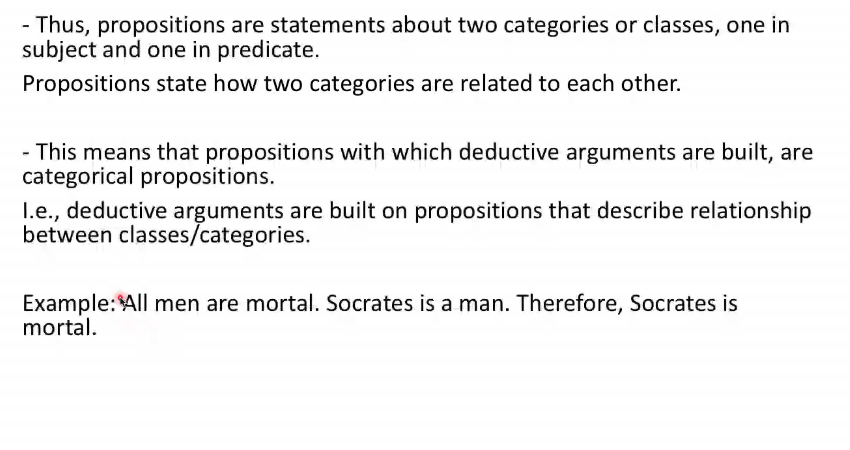 - Thus, propositions are statements about two categories or classes, one in
subject and one in predicate.
Propositions state how two categories are related to each other.
- This means that propositions with which deductive arguments are built, are
categorical propositions.
I.e., deductive arguments are built on propositions that describe relationship
between classes/categories.
Example: All men are mortal. Socrates is a man. Therefore, Socrates is
mortal.